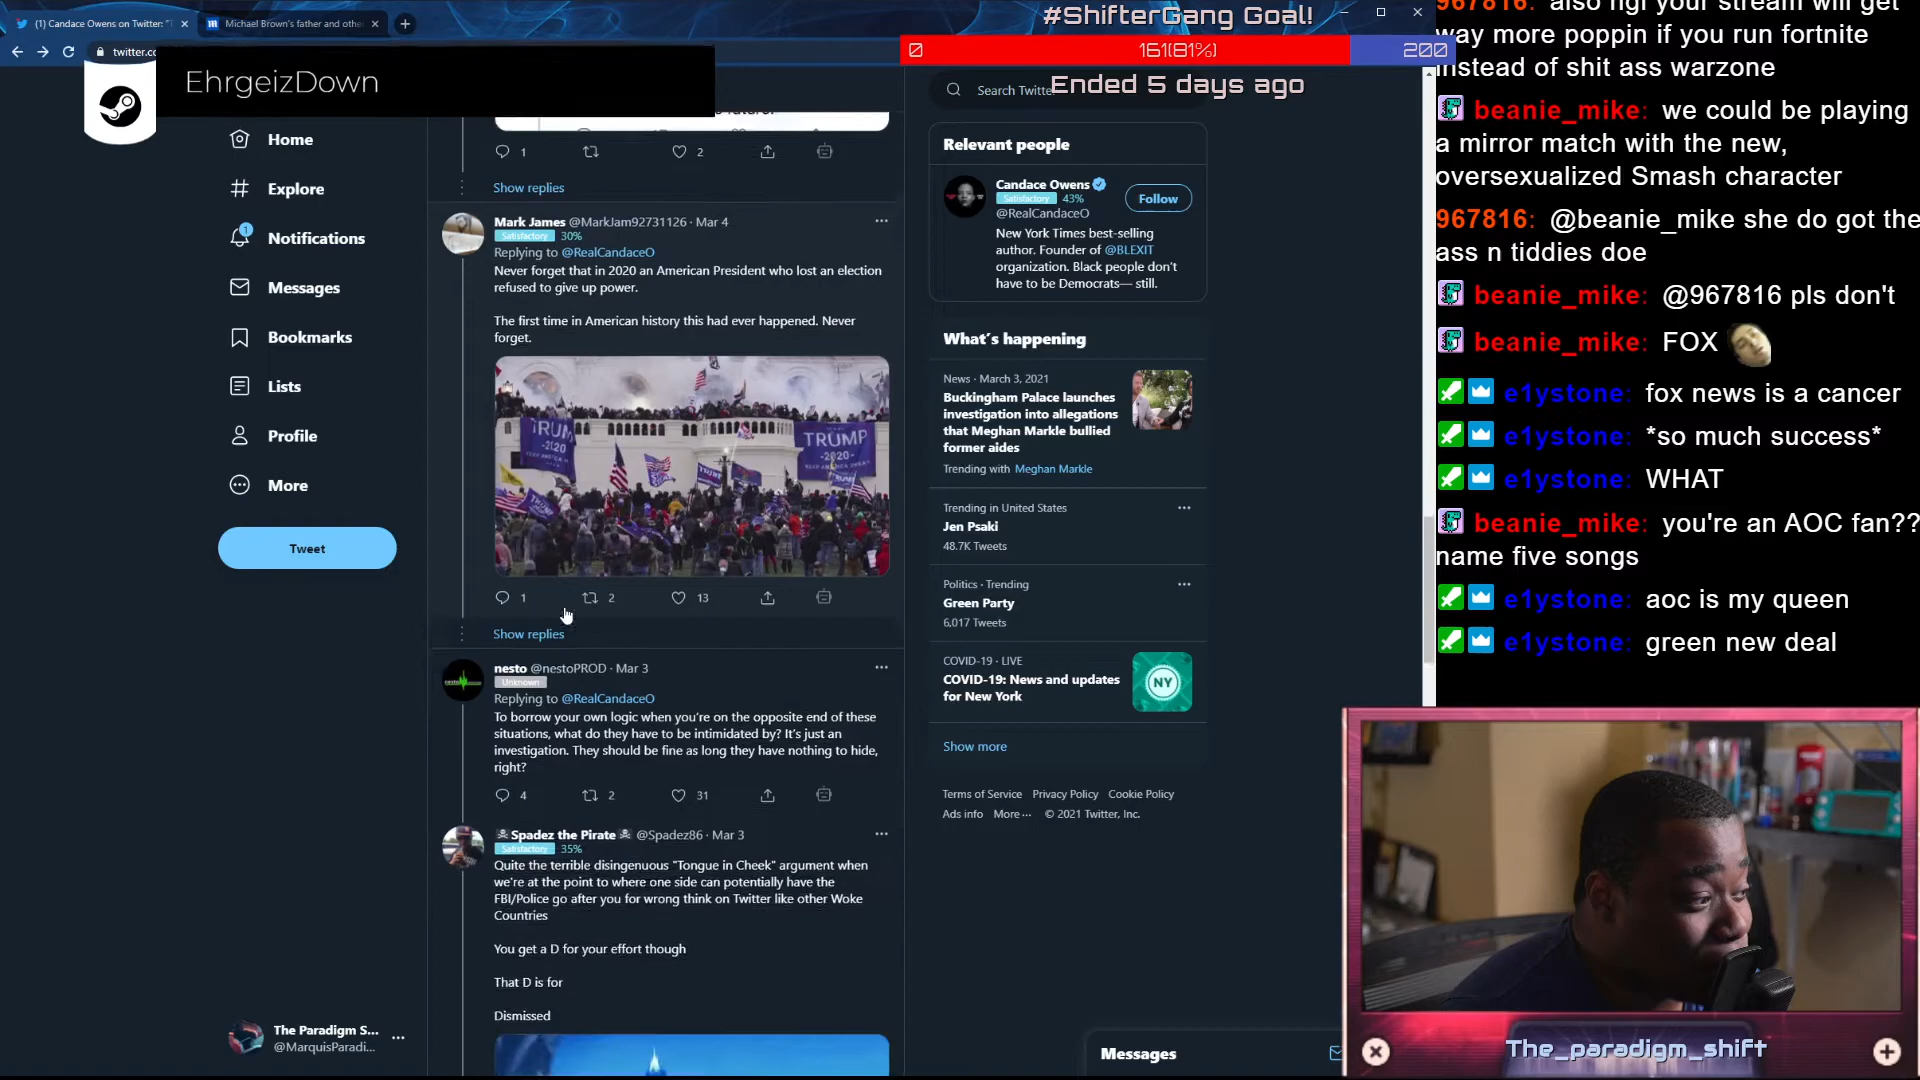 (1) Candace Owens on Twitter: "T
Michael Brown's father and othe
twitter.co
EhrgeizDown
#ShifterGang Goal!
0
161(81%)
200
Ended 5 days ago
Home
Explore
1
Notifications
Messages
Bookmarks
Lists
Profile
More
Tweet
The Paradigm S...
@MarquisParadi...
1
2
Show replies
Mark James @MarkJam92731126 · Mar 4
Satisfactory 30%
Replying to @RealCandaceO
Never forget that in 2020 an American President who lost an election
refused to give up power.
The first time in American history this had ever happened. Never
forget.
TRUMP
2020
TRUMP
-2020-
1
2
13
Show replies
nesto @nestoPROD · Mar 3
Unknown
Replying to @RealCandaceO
To borrow your own logic when you're on the opposite end of these
situations, what do they have to be intimidated by? It's just an
investigation. They should be fine as long they have nothing to hide,
right?
4
2
31
Spadez the Pirate @Spadez86 · Mar 3
Satisfactory 35%
Quite the terrible disingenuous "Tongue in Cheek" argument when
we're at the point to where one side can potentially have the
FBI/Police go after you for wrong think on Twitter like other Woke
Countries
You get a D for your effort though
That D is for
Dismissed
Search Twitte
Relevant people
Candace Owens
Satisfactory 43%
@RealCandaceO
Follow
New York Times best-selling
author. Founder of @BLEXIT
organization. Black people don't
have to be Democrats— still.
What's happening
News · March 3, 2021
Buckingham Palace launches
investigation into allegations
that Meghan Markle bullied
former aides
Trending with Meghan Markle
Trending in United States
Jen Psaki
48.7K Tweets
Politics · Trending
Green Party
6,017 Tweets
COVID-19 · LIVE
COVID-19: News and updates
for New York
NY
Show more
Terms of Service Privacy Policy Cookie Policy
Ads info More··· © 2021 Twitter, Inc.
Messages
967816: also ngl your stream will get
way more poppin if you run fortnite
instead of shit ass warzone
beanie_mike: we could be playing
a mirror match with the new,
oversexualized Smash character
967816: @beanie_mike she do got the
ass n tiddies doe
beanie_mike: @967816 pls don't
beanie_mike: FOX
e1ystone: fox news is a cancer
e1ystone: *so much success*
e1ystone: WHAT
beanie_mike: you're an AOC fan??
name five songs
e1ystone: aoc is my queen
e1ystone: green new deal
The_paradigm_shift